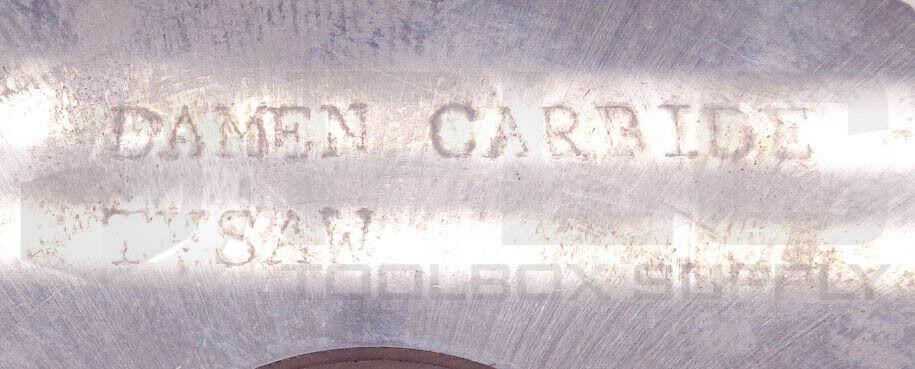 DAMEN CARBIDE
SAW
TOOLBOX SUPPLY